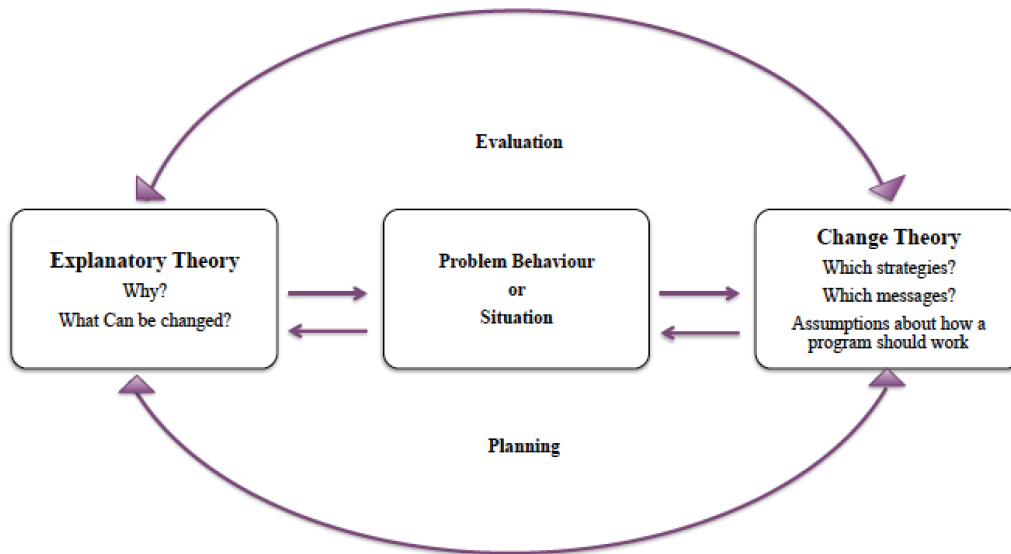 Evaluation
Explanatory Theory
Why?
What Can be changed?
Problem Behaviour
or
Situation
Change Theory
Which strategies?
Which messages?
Assumptions about how a
program should work
Planning